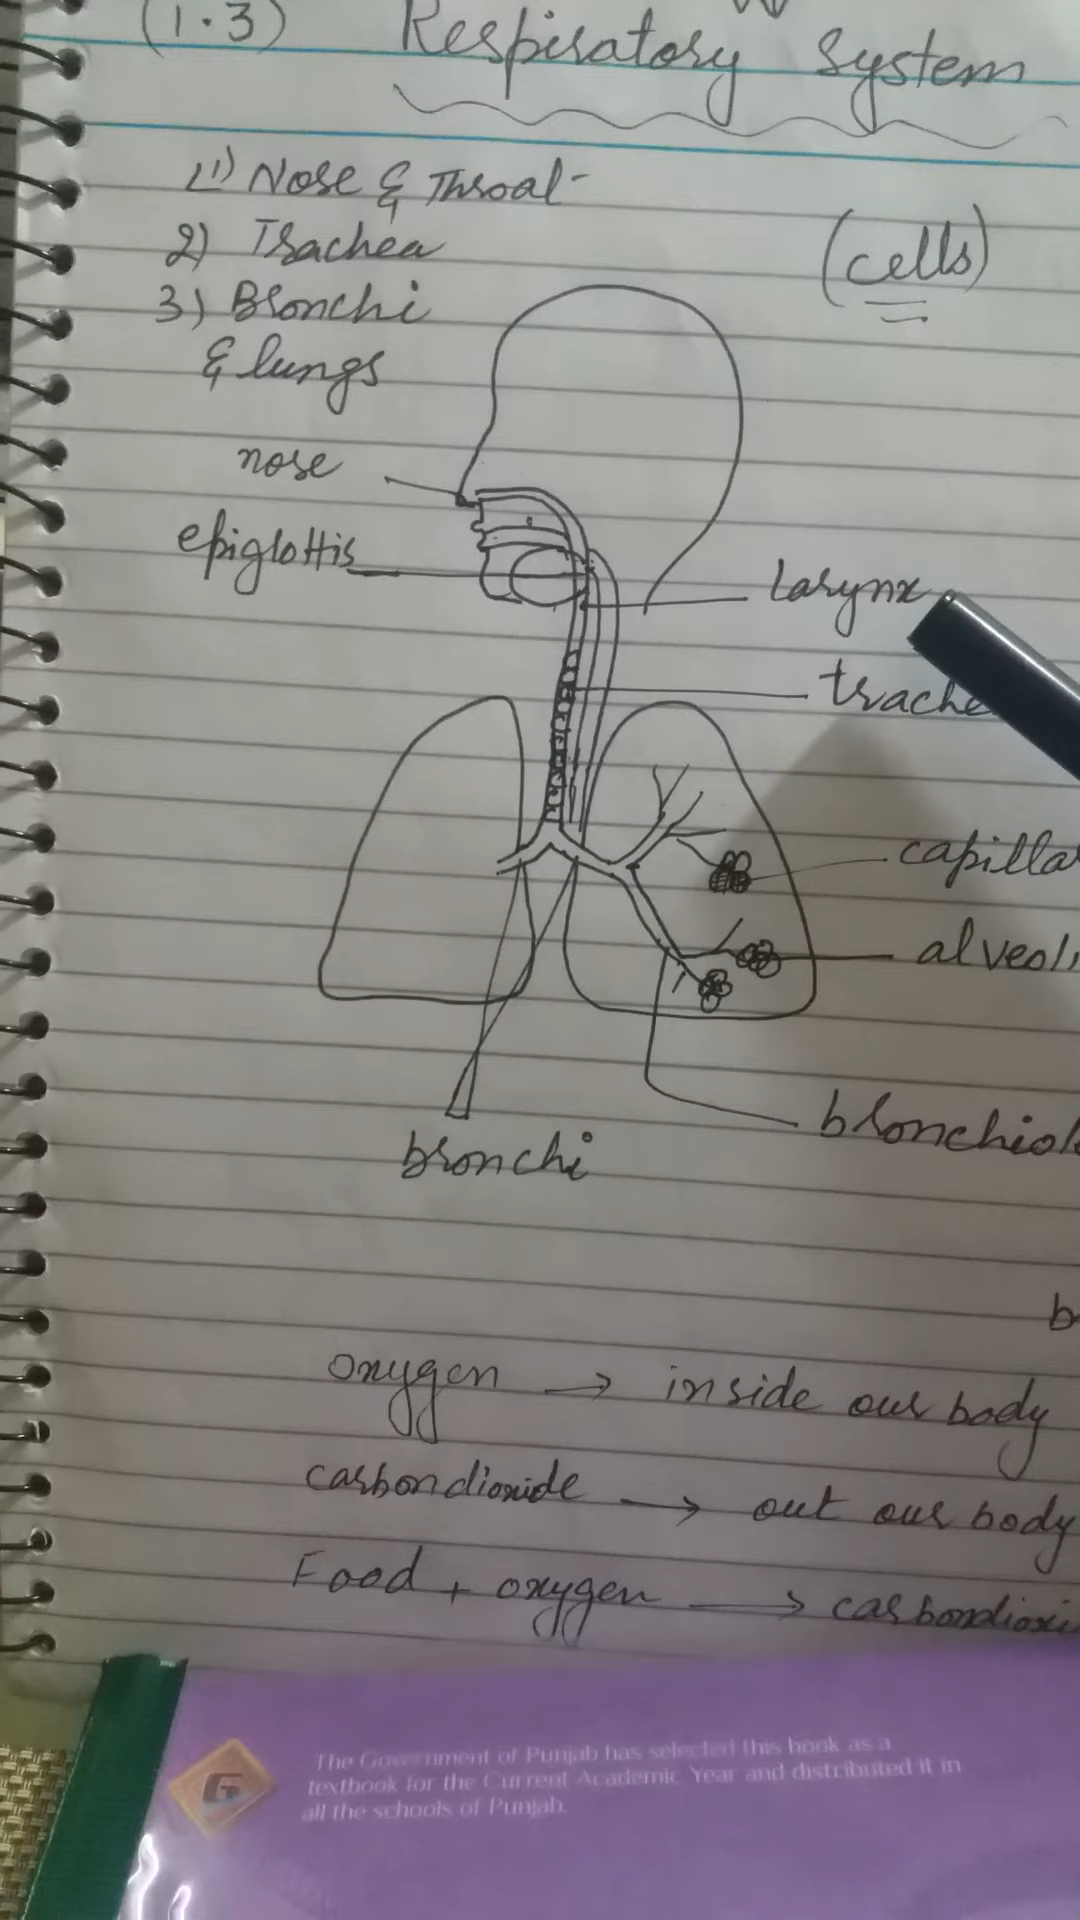 (1.3) Respiratory System
1) Nose & Throat
2) Trachea
(cells)
3) Bronchi
& lungs
nose
epiglottis
larynx
trache
capilla
alveoli
bronchiol
bronchi
b
oxygen → inside our body
carbondioxide → out our body
Food + oxygen → carbondioxi
The Government of Punjab has selected this book as a
textbook for the Current Academic Year and distributed it in
all the schools of Punjab.